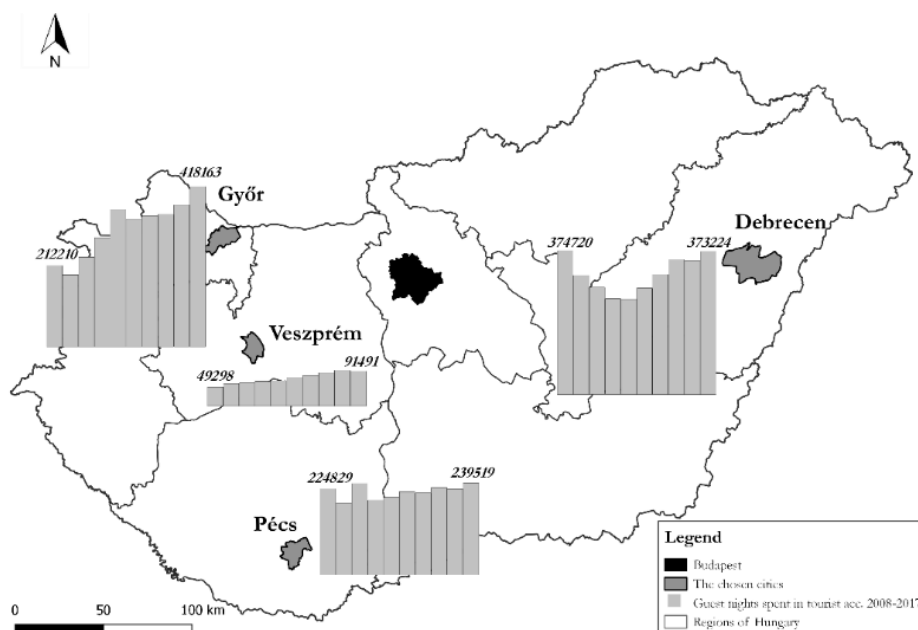 N
418163
Győr
212210
Debrecen
374720
373224
Veszprém
49298
91491
224829
239519
Pécs
0 50 100 km
Legend
Budapest
The chosen cities
Guest nights spent in tourist acc. 2008-2017
Regions of Hungary